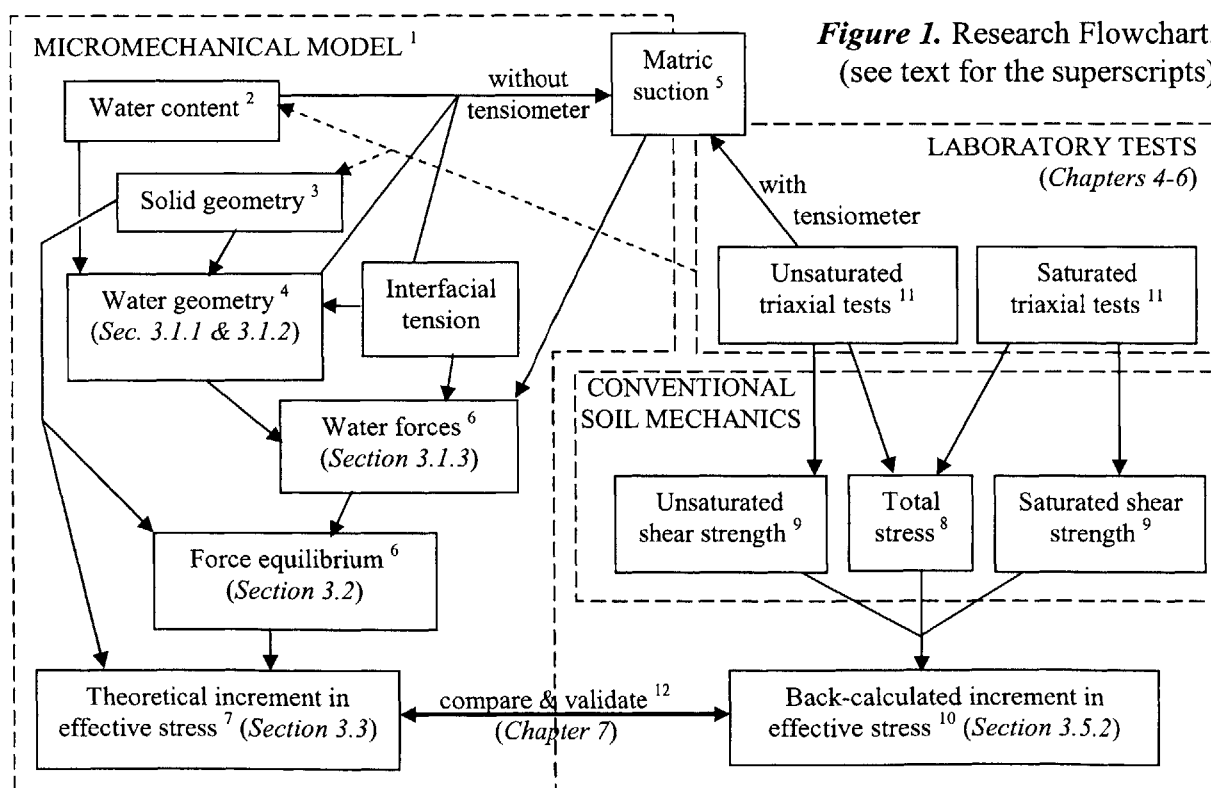 Figure 1. Research Flowchart.
(see text for the superscripts)
MICROMECHANICAL MODEL 1
Water content 2
without
tensiometer
Matric
suction 5
Solid geometry 3
LABORATORY TESTS
(Chapters 4-6)
with
tensiometer
Water geometry 4
(Sec. 3.1.1 & 3.1.2)
Interfacial
tension
Unsaturated
triaxial tests 11
Saturated
triaxial tests 11
CONVENTIONAL
SOIL MECHANICS
Water forces 6
(Section 3.1.3)
Unsaturated
shear strength 9
Total
stress 8
Saturated shear
strength 9
Force equilibrium 6
(Section 3.2)
Theoretical increment in
effective stress 7 (Section 3.3)
compare & validate 12
(Chapter 7)
Back-calculated increment in
effective stress 10 (Section 3.5.2)